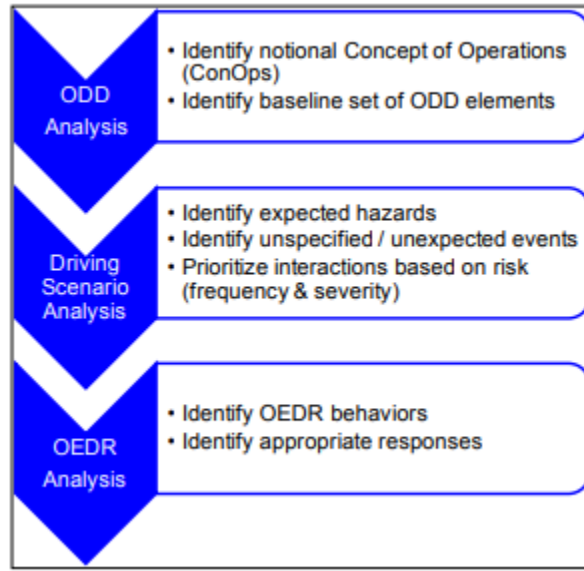 ODD
Analysis
• Identify notional Concept of Operations
(ConOps)
• Identify baseline set of ODD elements
Driving
Scenario
Analysis
• Identify expected hazards
• Identify unspecified / unexpected events
• Prioritize interactions based on risk
(frequency & severity)
OEDR
Analysis
• Identify OEDR behaviors
• Identify appropriate responses